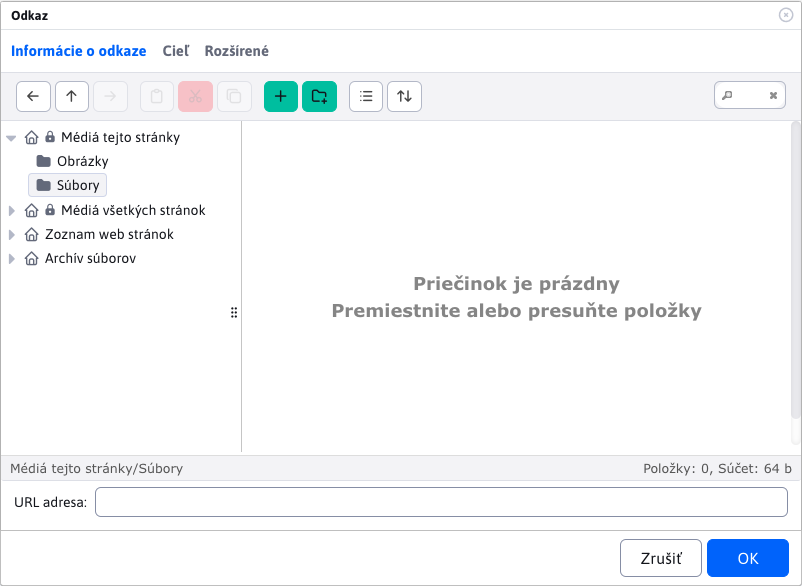 Odkaz
Informácie o odkaze Cieľ Rozšírené
Médiá tejto stránky
Obrázky
Súbory
Médiá všetkých stránok
Zoznam web stránok
Archív súborov
Priečinok je prázdny
Premiestnite alebo presuňte položky
Médiá tejto stránky/Súbory Položky: 0, Súčet: 64 b
URL adresa:
Zrušiť OK